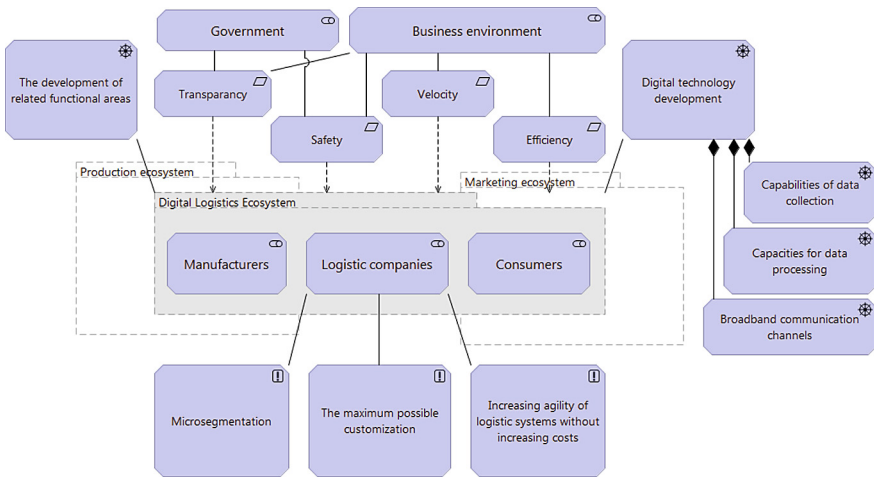 Government
Business environment
The development of
related functional areas
Transparancy
Velocity
Digital technology
development
Safety
Efficiency
Production ecosystem
Marketing ecosystem
Digital Logistics Ecosystem
Capabilities of data
collection
Manufacturers
Logistic companies
Consumers
Capacities for data
processing
Broadband communication
channels
Microsegmentation
The maximum possible
customization
Increasing agility of
logistic systems without
increasing costs